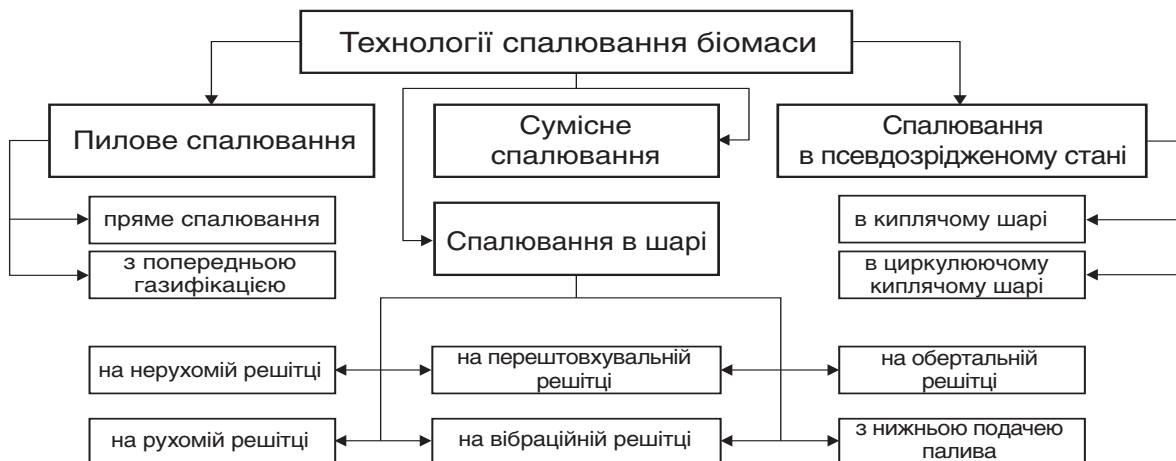 Технології спалювання біомаси
Пилове спалювання
Сумісне
спалювання
Спалювання
в псевдозрідженому стані
пряме спалювання
з попередньою
газифікацією
Спалювання в шарі
в киплячому шарі
в циркулюючому
киплячому шарі
на нерухомій решітці
на перештовхувальній
решітці
на обертальній
решітці
на рухомій решітці
на вібраційній решітці
з нижньою подачею
палива